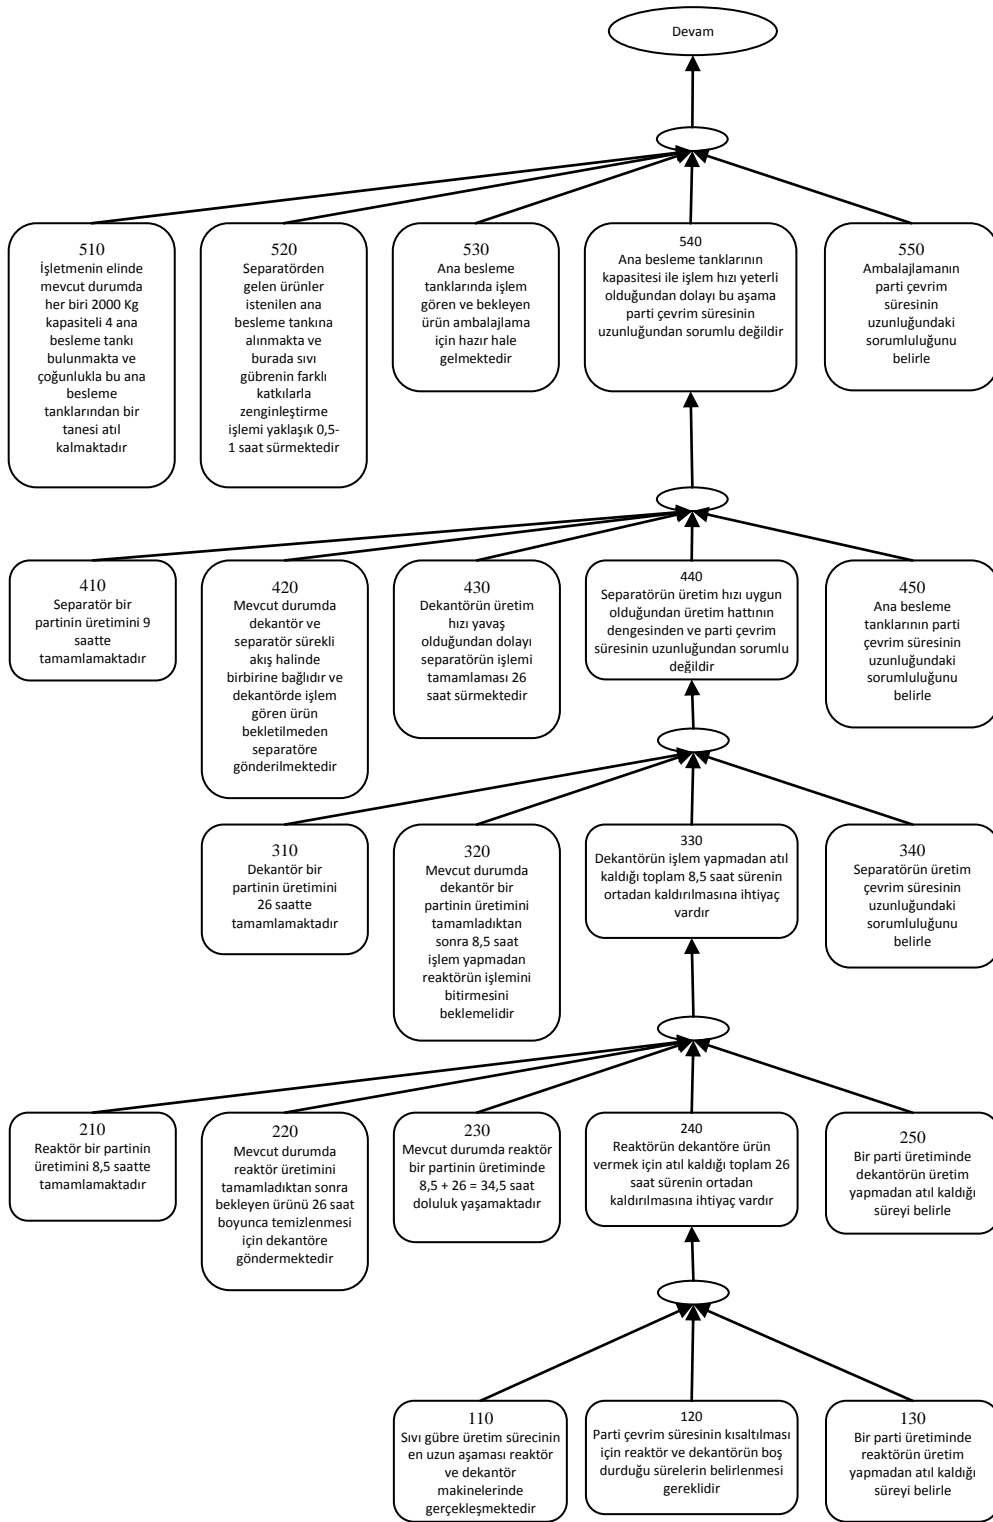 Devam
510
İşletmenin elinde
mevcut durumda
her biri 2000 Kg
kapasiteli 4 ana
besleme tankı
bulunmakta ve
çoğunlukla bu ana
besleme
tanklarından bir
tanesi atıl
kalmaktadır
520
Separatörden
gelen ürünler
istenilen ana
besleme tankına
alınmakta ve
burada sıvı
gübrenin farklı
katkılarla
zenginleştirme
işlemi yaklaşık 0,5-
1 saat sürmektedir
530
Ana besleme
tanklarında işlem
gören ve bekleyen
ürün ambalajlama
için hazır hale
gelmektedir
540
Ana besleme tanklarının
kapasitesi ile işlem hızı yeterli
olduğundan dolayı bu aşama
parti çevrim süresinin
uzunluğundan sorumlu değildir
550
Ambalajlamanın
parti çevrim
süresinin
uzunluğundaki
sorumluluğunu
belirle
410
Separatör bir
partinin üretimini 9
saatte
tamamlamaktadır
420
Mevcut durumda
dekantör ve
separatör sürekli
akış halinde
birbirine bağlıdır ve
dekantörde işlem
gören ürün
bekletilmeden
separatöre
gönderilmektedir
430
Dekantörün üretim
hızı yavaş
olduğundan dolayı
separatörün işlemi
tamamlaması 26
saat sürmektedir
440
Separatörün üretim hızı uygun
olduğundan üretim hattının
dengesinden ve parti çevrim
süresinin uzunluğundan sorumlu
değildir
450
Ana besleme
tanklarının parti
çevrim süresinin
uzunluğundaki
sorumluluğunu
belirle
310
Dekantör bir
partinin üretimini
26 saatte
tamamlamaktadır
320
Mevcut durumda
dekantör bir
partinin üretimini
tamamladıktan
sonra 8,5 saat
işlem yapmadan
reaktörün işlemini
bitirmesini
beklemelidir
330
Dekantörün işlem yapmadan atıl
kaldığı toplam 8,5 saat sürenin
ortadan kaldırılmasına ihtiyaç
vardır
340
Separatörün üretim
çevrim süresinin
uzunluğundaki
sorumluluğunu
belirle
210
Reaktör bir partinin
üretimini 8,5 saatte
tamamlamaktadır
220
Mevcut durumda
reaktör üretimini
tamamladıktan sonra
bekleyen ürünü 26 saat
boyunca temizlenmesi
için dekantöre
göndermektedir
230
Mevcut durumda reaktör
bir partinin üretiminde
8,5 + 26 = 34,5 saat
doluluk yaşamaktadır
240
Reaktörün dekantöre ürün
vermek için atıl kaldığı toplam 26
saat sürenin ortadan
kaldırılmasına ihtiyaç vardır
250
Bir parti üretiminde
dekantörün üretim
yapmadan atıl kaldığı
süreyi belirle
110
Sıvı gübre üretim sürecinin
en uzun aşaması reaktör
ve dekantör
makinelerinde
gerçekleşmektedir
120
Parti çevrim süresinin kısaltılması
için reaktör ve dekantörün boş
durduğu sürelerin belirlenmesi
gereklidir
130
Bir parti üretiminde
reaktörün üretim
yapmadan atıl kaldığı
süreyi belirle